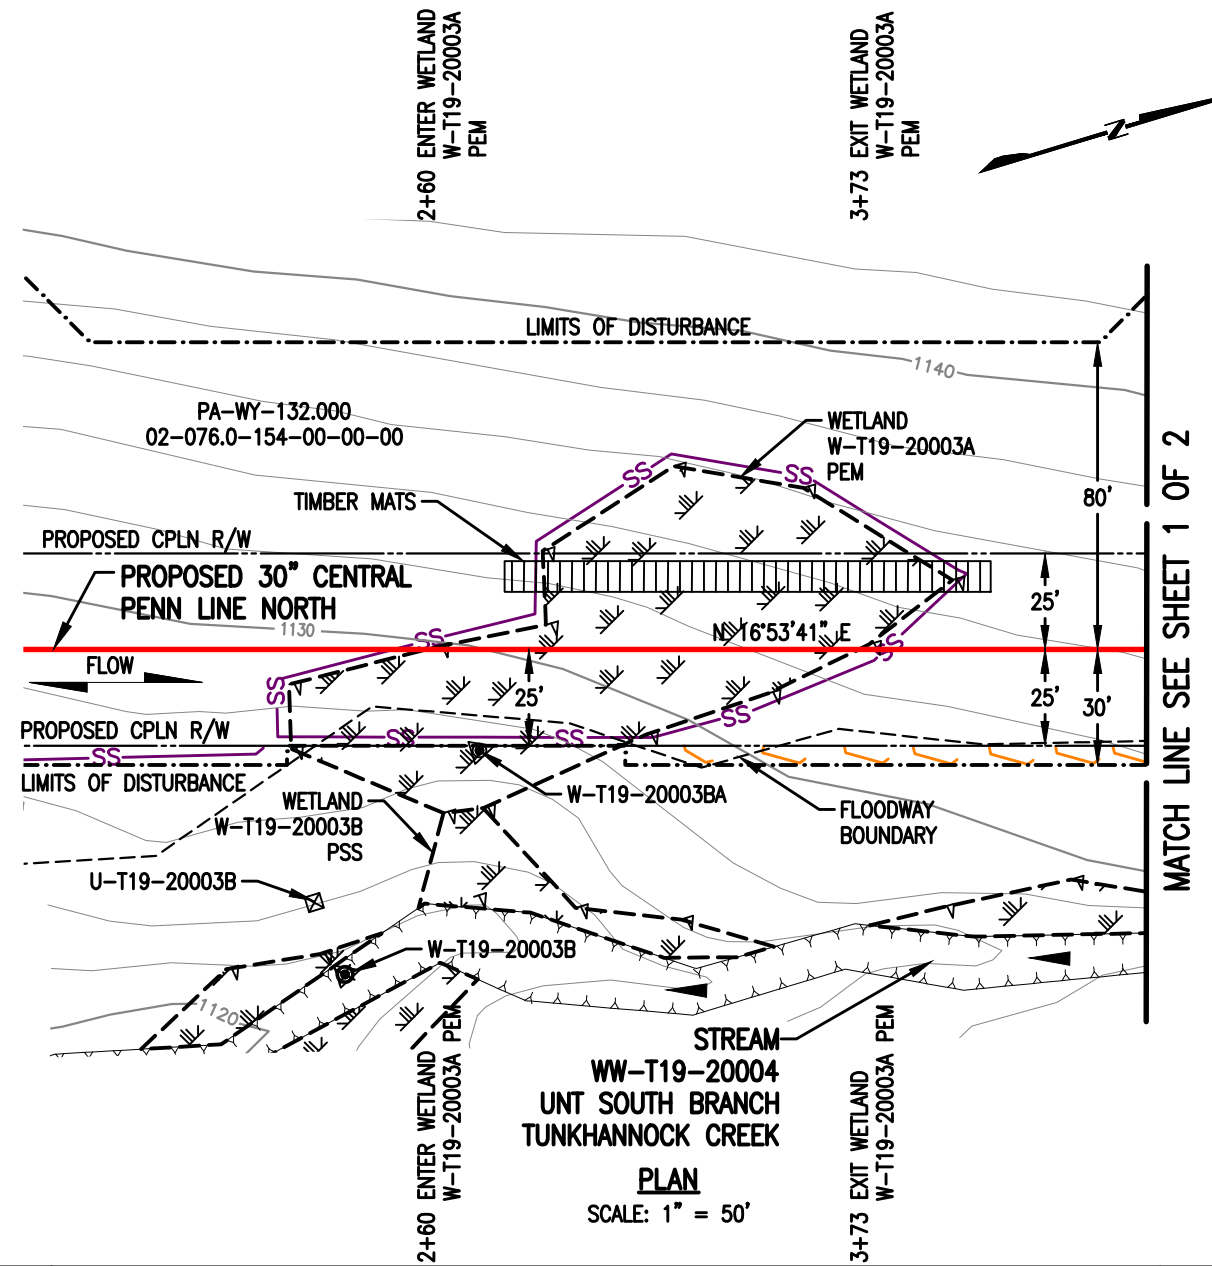 2+60 ENTER WETLAND
W-T19-20003A
PEM
3+73 EXIT WETLAND
W-T19-20003A
PEM
N
LIMITS OF DISTURBANCE
1140
PA-WY-132.000
02-076.0-154-00-00-00
WETLAND
W-T19-20003A
PEM
SS
SS
TIMBER MATS
80'
MATCH LINE SEE SHEET 1 OF 2
PROPOSED CPLN R/W
PROPOSED 30" CENTRAL
PENN LINE NORTH
25'
1130
SS
N 16°53'41" E
SS
FLOW
SS
25'
25'
30'
PROPOSED CPLN R/W
SS
SS
SS
SS
LIMITS OF DISTURBANCE
W-T19-20003BA
WETLAND
W-T19-20003B
PSS
FLOODWAY
BOUNDARY
U-T19-20003B
W-T19-20003B
1120
STREAM
WW-T19-20004
UNT SOUTH BRANCH
TUNKHANNOCK CREEK
2+60 ENTER WETLAND
W-T19-20003A PEM
3+73 EXIT WETLAND
W-T19-20003A PEM
PLAN
SCALE: 1" = 50'